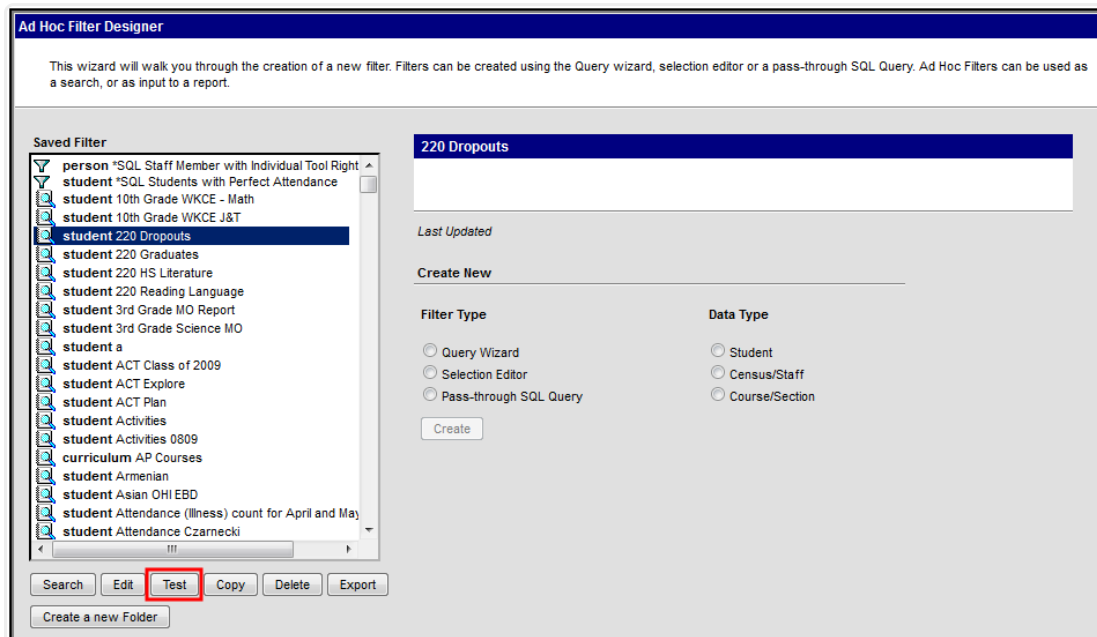 Ad Hoc Filter Designer
This wizard will walk you through the creation of a new filter. Filters can be created using the Query wizard, selection editor or a pass-through SQL Query. Ad Hoc Filters can be used as
a search, or as input to a report.
Saved Filter
person *SQL Staff Member with Individual Tool Right
student *SQL Students with Perfect Attendance
student 10th Grade WKCE - Math
student 10th Grade WKCE J&T
student 220 Dropouts
student 220 Graduates
student 220 HS Literature
student 220 Reading Language
student 3rd Grade MO Report
student 3rd Grade Science MO
student a
student ACT Class of 2009
student ACT Explore
student ACT Plan
student Activities
student Activities 0809
curriculum AP Courses
student Armenian
student Asian OHI EBD
student Attendance (Illness) count for April and May
student Attendance Czarnecki
Search Edit Test Copy Delete Export
Create a new Folder
220 Dropouts
Last Updated
Create New
Filter Type Data Type
Query Wizard Student
Selection Editor Census/Staff
Pass-through SQL Query Course/Section
Create